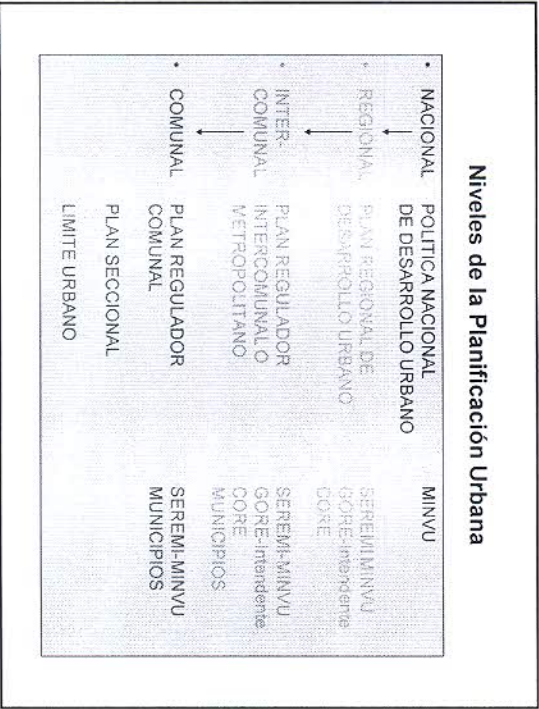 Niveles de la Planificación Urbana
• NACIONAL POLITICA NACIONAL MINVU
DE DESARROLLO URBANO
• REGIONAL PLAN REGIONAL DE SEREMI.MINVU
DESARROLLO URBANO GORE-Intendente
CORE
• INTER- PLAN REGULADOR SEREMI-MINVU
COMUNAL INTERCOMUNAL O GORE-Intendente
METROPOLITANO CORE
MUNICIPIOS
• COMUNAL PLAN REGULADOR SEREMI-MINVU
COMUNAL MUNICIPIOS
PLAN SECCIONAL
LIMITE URBANO